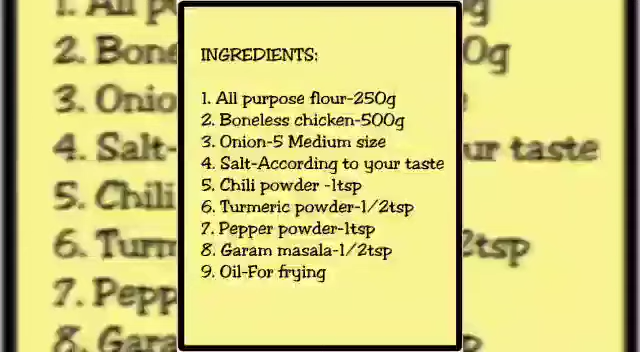 INGREDIENTS:
1. All purpose flour-250g
2. Boneless chicken-500g
3. Onion-5 Medium size
4. Salt-According to your taste
5. Chili powder -1tsp
6. Turmeric powder-1/2tsp
7. Pepper powder-1tsp
8. Garam masala-1/2tsp
9. Oil-For frying